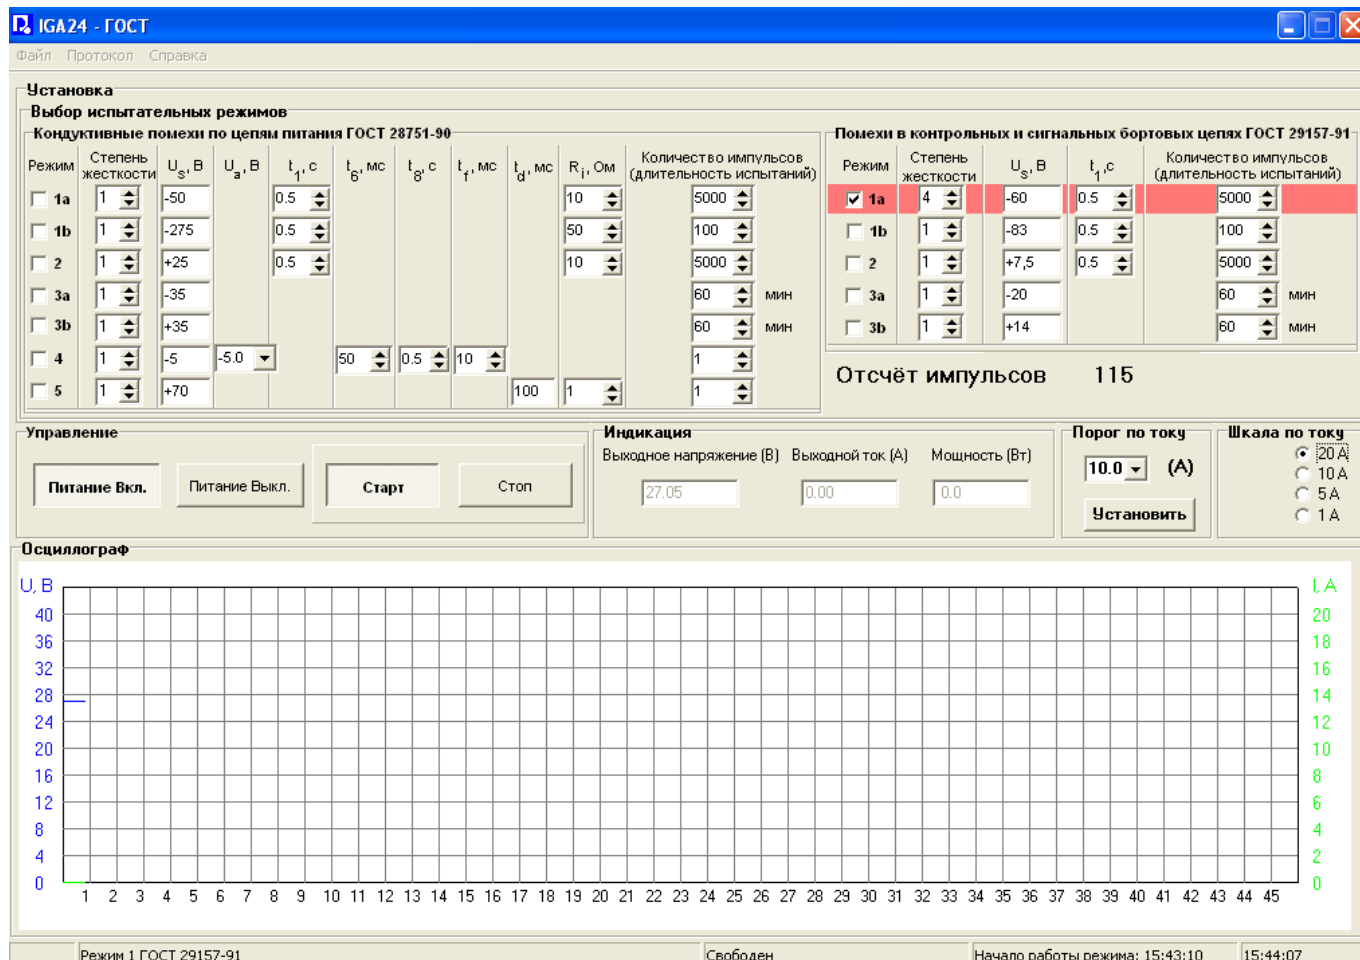 IGA24 - ГОСТ
Файл Протокол Справка
Установка
Выбор испытательных режимов
Кондуктивные помехи по цепям питания ГОСТ 28751-90
Режим Степень жесткости U_s, В U_a, В t_1, с t_6, мс t_8, с t_f, мс t_d, мс R_i, Ом Количество импульсов (длительность испытаний)
1a 1 -50 0.5 10 5000
1b 1 -275 0.5 50 100
2 1 +25 0.5 10 5000
3a 1 -35 60 мин
3b 1 +35 60 мин
4 1 -5 -5.0 50 0.5 10 1
5 1 +70 100 1 1
Помехи в контрольных и сигнальных бортовых цепях ГОСТ 29157-91
Режим Степень жесткости U_s, В t_1,с Количество импульсов (длительность испытаний)
1a 4 -60 0.5 5000
1b 1 -83 0.5 100
2 1 +7,5 0.5 5000
3a 1 -20 60 мин
3b 1 +14 60 мин
Отсчёт импульсов 115
Управление
Питание Вкл. Питание Выкл. Старт Стоп
Индикация
Выходное напряжение (В) Выходной ток (А) Мощность (Вт)
27.05 0.00 0.0
Порог по току
10.0 (А)
Установить
Шкала по току
20 А
10 А
5 А
1 А
Осциллограф
U, В I, А
40 20
36 18
32 16
28 14
24 12
20 10
16 8
12 6
8 4
4 2
0 0
1 2 3 4 5 6 7 8 9 10 11 12 13 14 15 16 17 18 19 20 21 22 23 24 25 26 27 28 29 30 31 32 33 34 35 36 37 38 39 40 41 42 43 44 45
Режим 1 ГОСТ 29157-91 Свободен Начало работы режима: 15:43:10 15:44:07